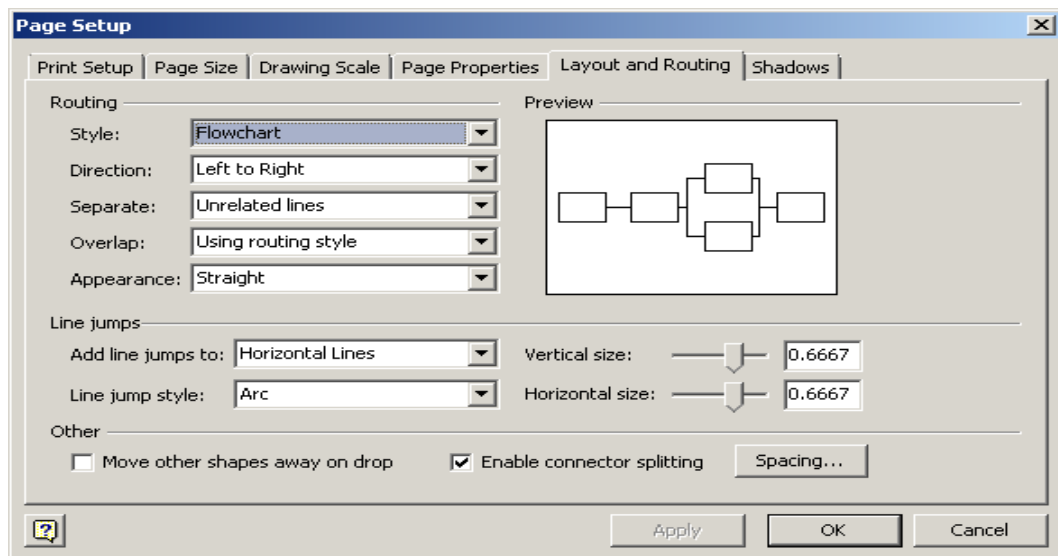 Page Setup
Print Setup Page Size Drawing Scale Page Properties Layout and Routing Shadows
Routing Preview
Style: Flowchart
Direction: Left to Right
Separate: Unrelated lines
Overlap: Using routing style
Appearance: Straight
Line jumps
Add line jumps to: Horizontal Lines Vertical size: 0.6667
Line jump style: Arc Horizontal size: 0.6667
Other
Move other shapes away on drop Enable connector splitting Spacing...
? Apply OK Cancel